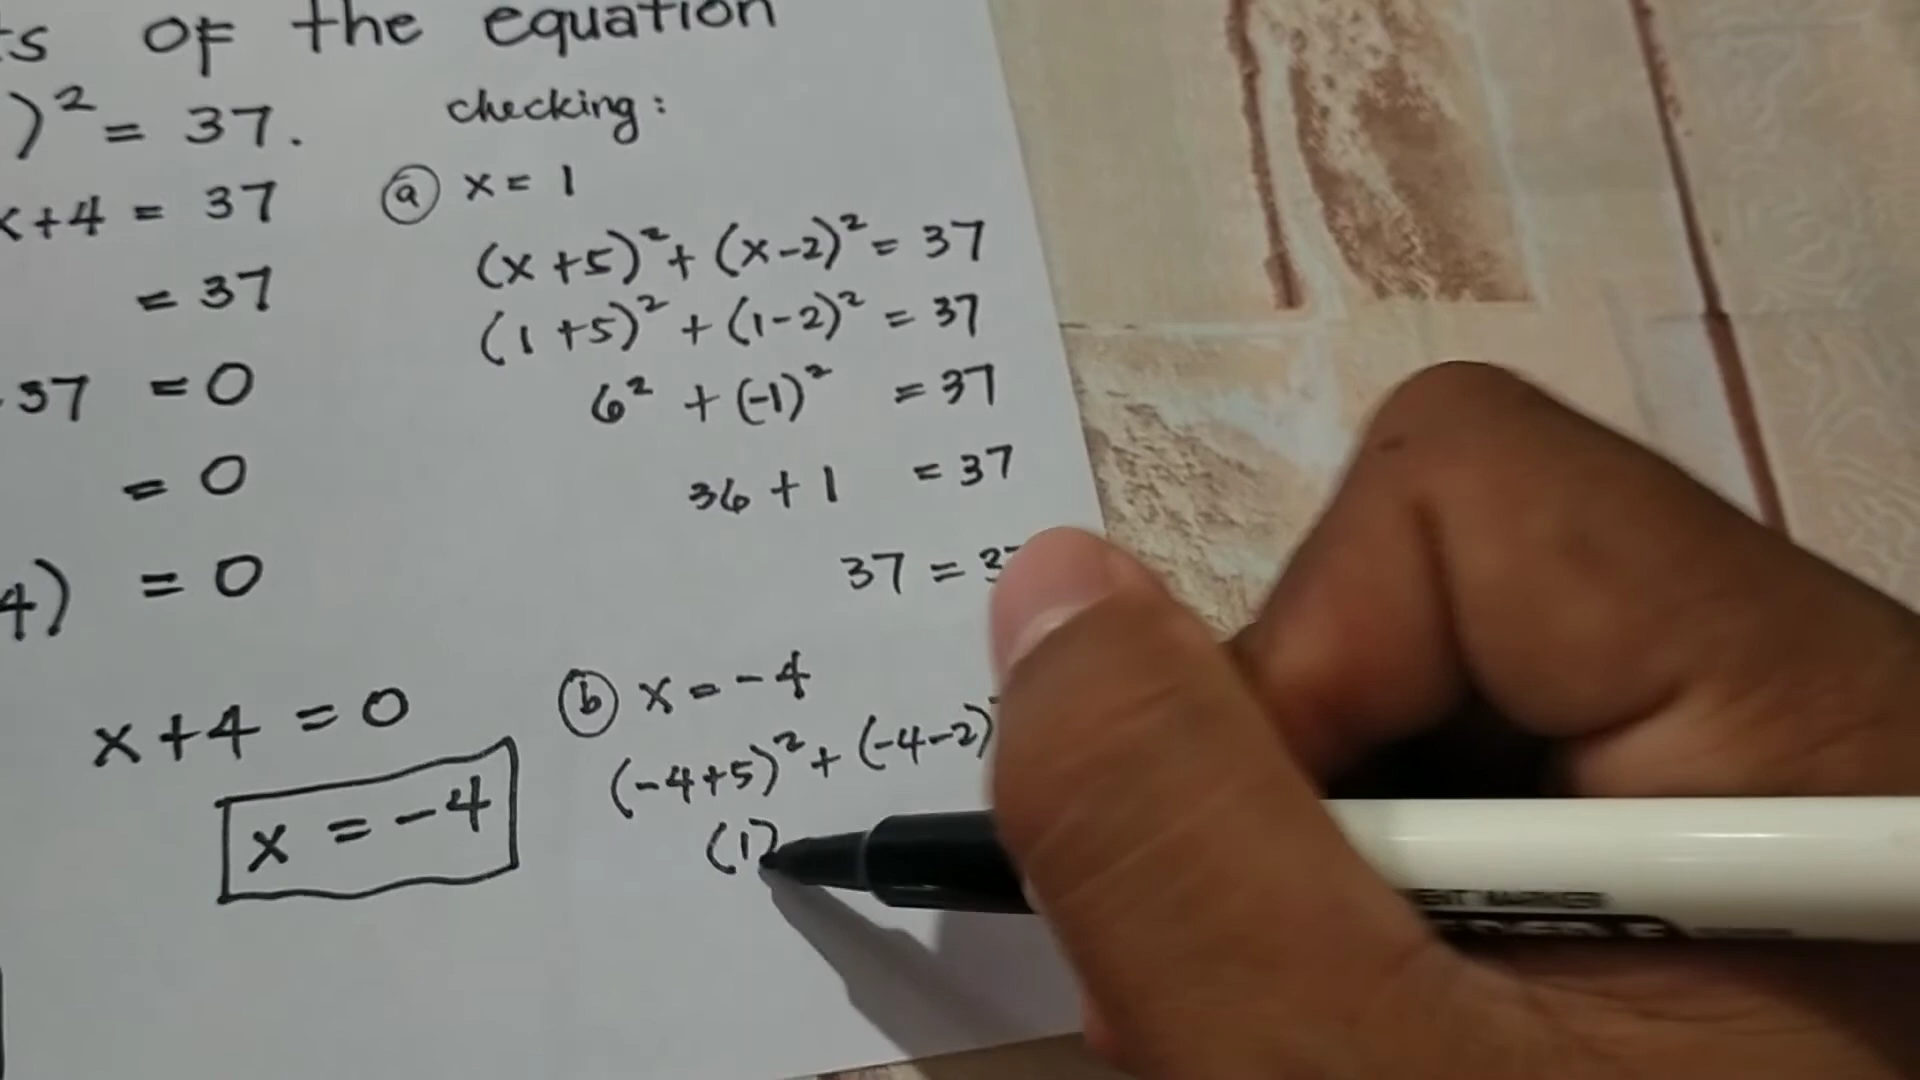 of the equation
)² = 37.
x+4 = 37
= 37
37 = 0
= 0
4) = 0
x+4 = 0
x = -4
checking:
(a) x = 1
(x+5)² + (x-2)² = 37
(1+5)² + (1-2)² = 37
6² + (-1)² = 37
36 + 1 = 37
37 = 3
(b) x = -4
(-4+5)² + (-4-2)
(1)
MARKER